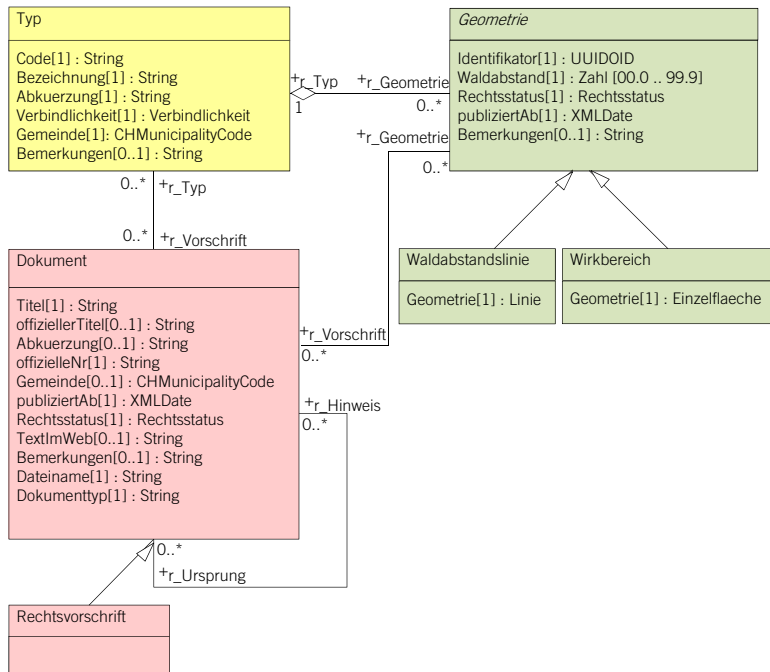 Typ
Code[1] : String
Bezeichnung[1] : String
Abkuerzung[1] : String
Verbindlichkeit[1] : Verbindlichkeit
Gemeinde[1]: CHMunicipalityCode
Bemerkungen[0..1] : String
Geometrie
Identifikator[1] : UUIDOID
Waldabstand[1] : Zahl [00.0 .. 99.9]
Rechtsstatus[1] : Rechtsstatus
publiziertAb[1] : XMLDate
Bemerkungen[0..1] : String
+r_Typ
1
+r_Geometrie
0..*
+r_Geometrie
0..*
0..*
+r_Typ
0..*
+r_Vorschrift
Dokument
Titel[1] : String
offiziellerTitel[0..1] : String
Abkuerzung[0..1] : String
offizielleNr[1] : String
Gemeinde[0..1] : CHMunicipalityCode
publiziertAb[1] : XMLDate
Rechtsstatus[1] : Rechtsstatus
TextImWeb[0..1] : String
Bemerkungen[0..1] : String
Dateiname[1] : String
Dokumenttyp[1] : String
Waldabstandslinie
Geometrie[1] : Linie
Wirkbereich
Geometrie[1] : Einzelflaeche
+r_Vorschrift
0..*
+r_Hinweis
0..*
0..*
+r_Ursprung
Rechtsvorschrift